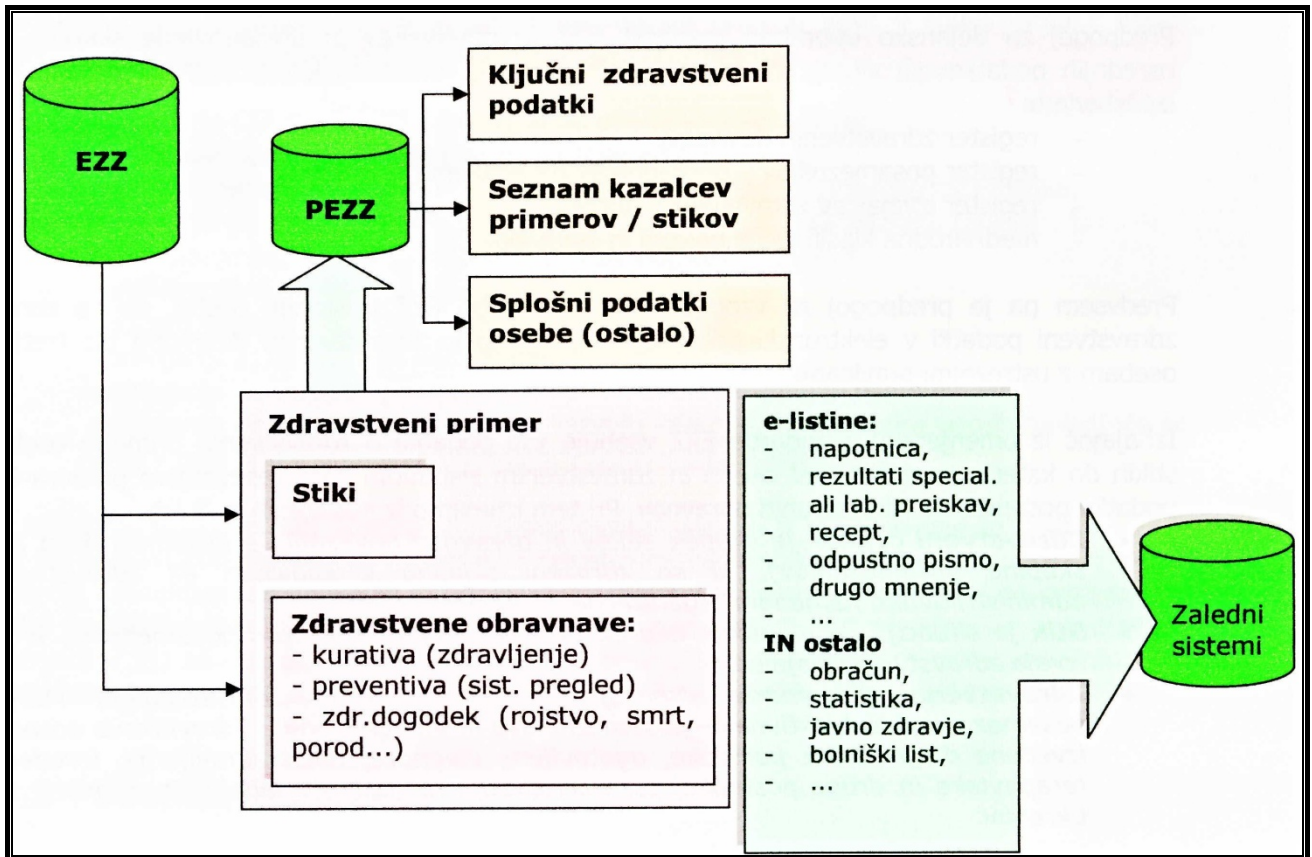 EZZ
PEZZ
Ključni zdravstveni
podatki
Seznam kazalcev
primerov / stikov
Splošni podatki
osebe (ostalo)
Zdravstveni primer
Stiki
Zdravstvene obravnave:
- kurativa (zdravljenje)
- preventiva (sist. pregled)
- zdr.dogodek (rojstvo, smrt,
porod...)
e-listine:
- napotnica,
- rezultati special.
ali lab. preiskav,
- recept,
- odpustno pismo,
- drugo mnenje,
- ...
IN ostalo
- obračun,
- statistika,
- javno zdravje,
- bolniški list,
- ...
Zaledni
sistemi